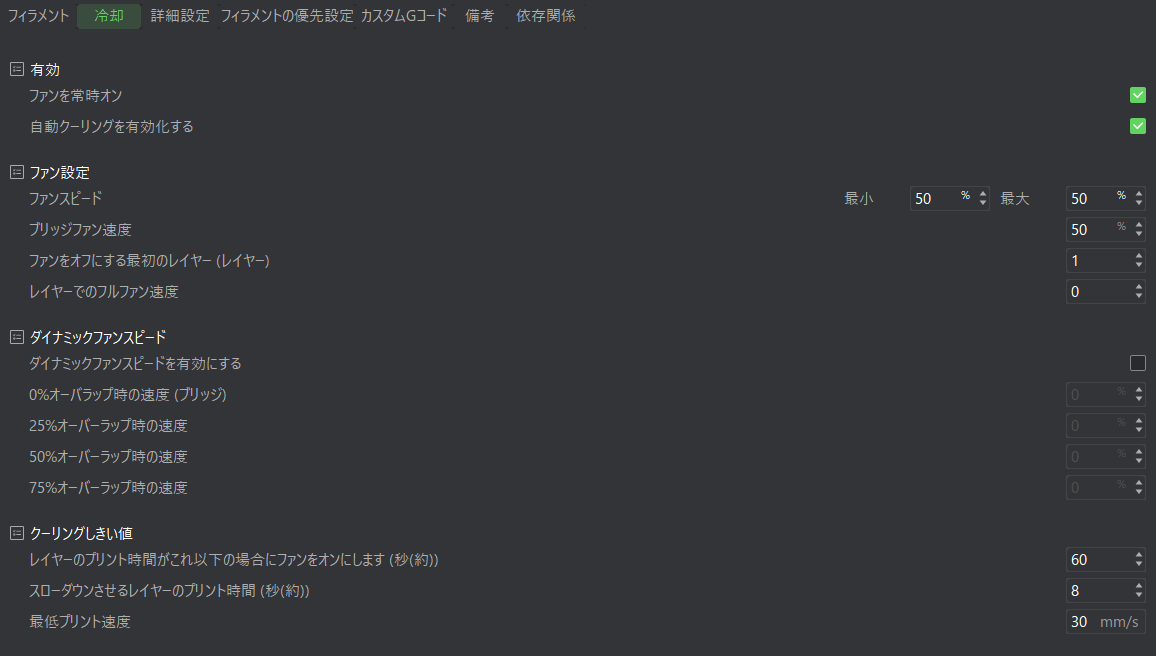 フィラメント 冷却 詳細設定 フィラメントの優先設定 カスタムGコード 備考 依存関係
有効
ファンを常時オン
自動クーリングを有効化する
ファン設定
ファンスピード 最小 50 % 最大 50 %
ブリッジファン速度 50 %
ファンをオフにする最初のレイヤー (レイヤー) 1
レイヤーでのフルファン速度 0
ダイナミックファンスピード
ダイナミックファンスピードを有効にする
0%オーバラップ時の速度 (ブリッジ) 0 %
25%オーバーラップ時の速度 0 %
50%オーバーラップ時の速度 0 %
75%オーバーラップ時の速度 0 %
クーリングしきい値
レイヤーのプリント時間がこれ以下の場合にファンをオンにします (秒(約)) 60
スローダウンさせるレイヤーのプリント時間 (秒(約)) 8
最低プリント速度 30 mm/s